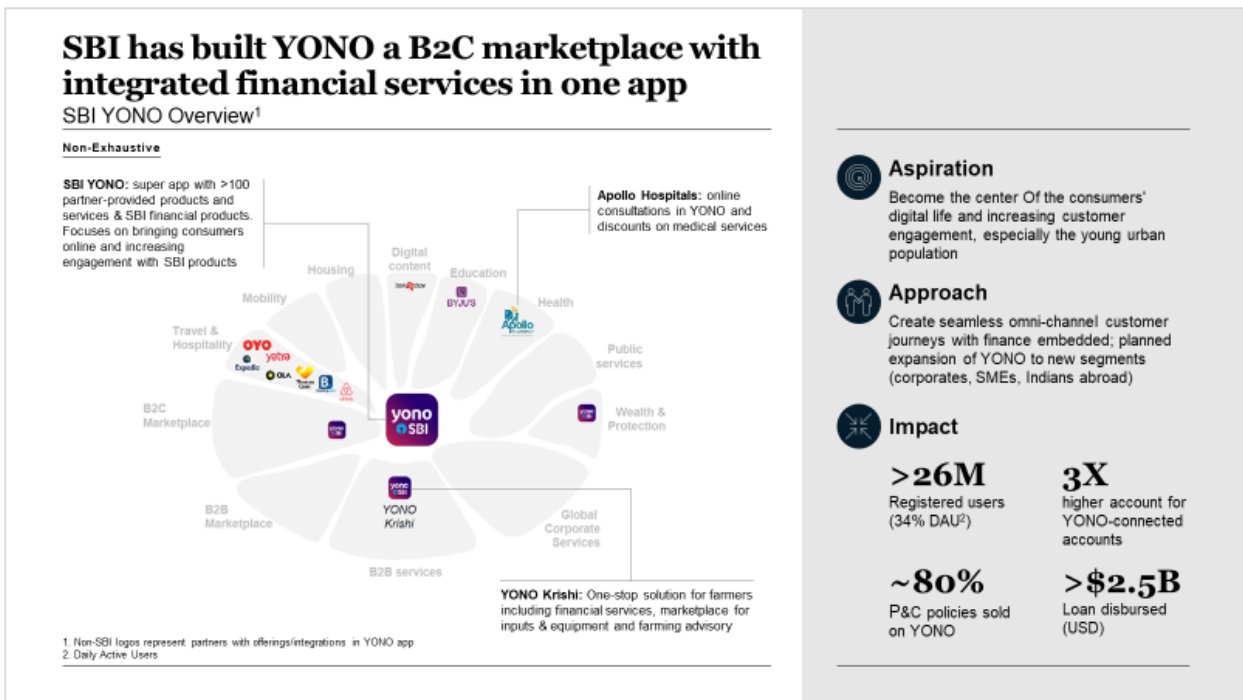 SBI has built YONO a B2C marketplace with
integrated financial services in one app
SBI YONO Overview¹
Non-Exhaustive
SBI YONO: super app with >100
partner-provided products and
services & SBI financial products.
Focuses on bringing consumers
online and increasing
engagement with SBI products
Apollo Hospitals: online
consultations in YONO and
discounts on medical services
Digital
content
Housing
Education
Mobility
Health
BYJU'S
Apollo
Travel &
Hospitality
OYO
yatra
Expedia
OLA
Thomas
Cook
B.
Public
services
B2C
Marketplace
yono
SBI
Wealth &
Protection
yono
SBI
YONO
Krishi
B2B
Marketplace
Global
Corporate
Services
B2B services
YONO Krishi: One-stop solution for farmers
including financial services, marketplace for
inputs & equipment and farming advisory
1. Non-SBI logos represent partners with offerings/integrations in YONO app
2. Daily Active Users
Aspiration
Become the center Of the consumers'
digital life and increasing customer
engagement, especially the young urban
population
Approach
Create seamless omni-channel customer
journeys with finance embedded; planned
expansion of YONO to new segments
(corporates, SMEs, Indians abroad)
Impact
>26M
Registered users
(34% DAU²)
3X
higher account for
YONO-connected
accounts
~80%
P&C policies sold
on YONO
>$2.5B
Loan disbursed
(USD)